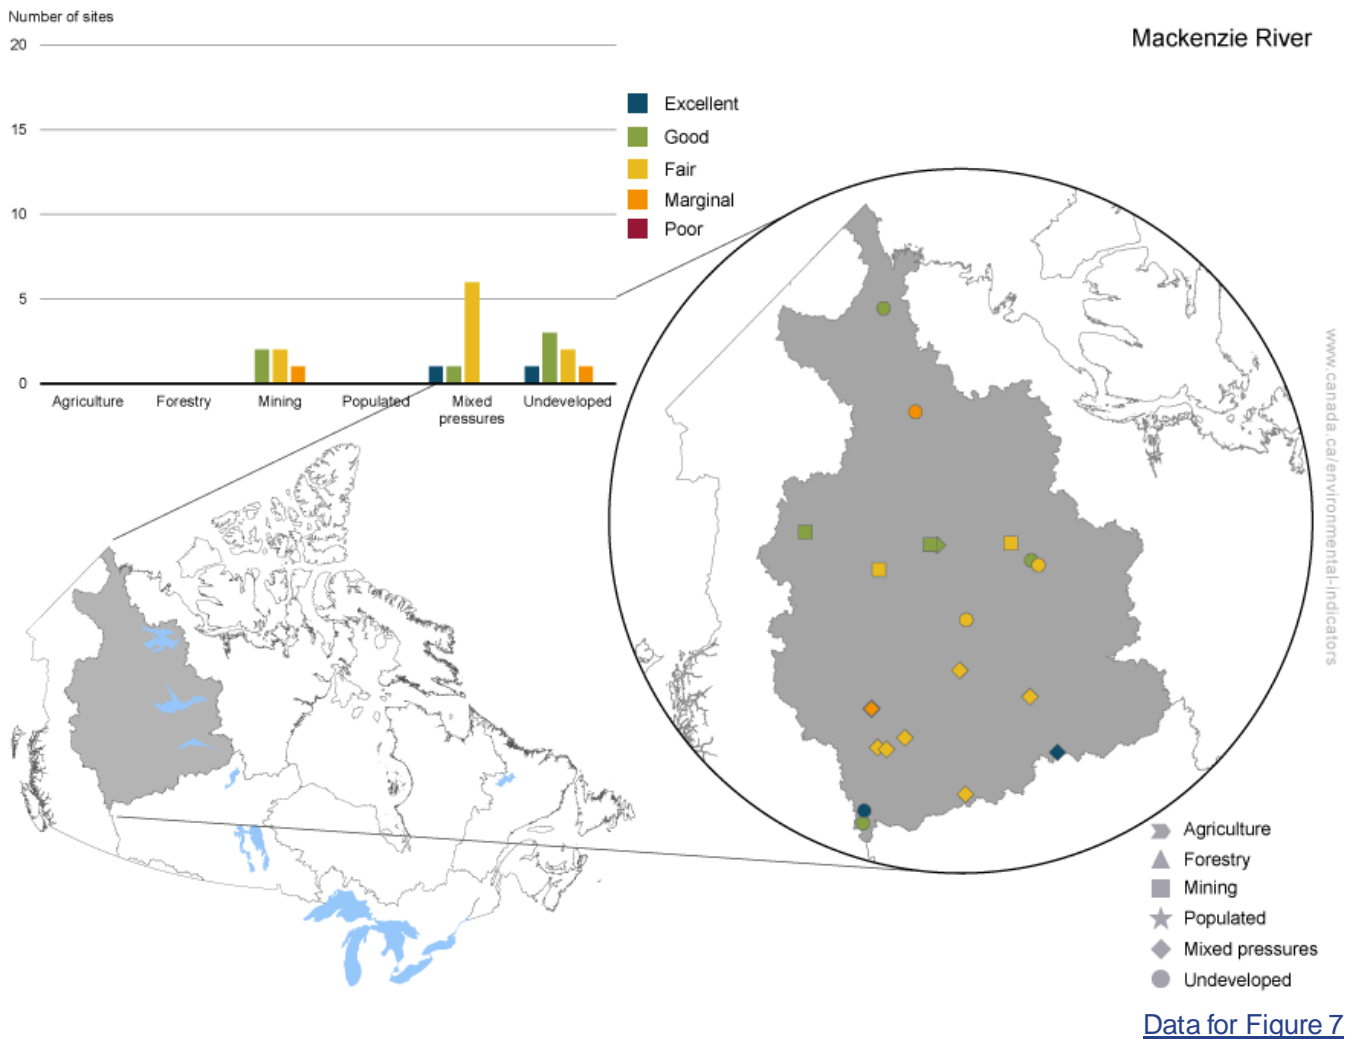 Number of sites
Mackenzie River
20
15
10
5
0
Excellent
Good
Fair
Marginal
Poor
Agriculture
Forestry
Mining
Populated
Mixed
pressures
Undeveloped
www.canada.ca/environmental-indicators
Agriculture
Forestry
Mining
Populated
Mixed pressures
Undeveloped
Data for Figure 7